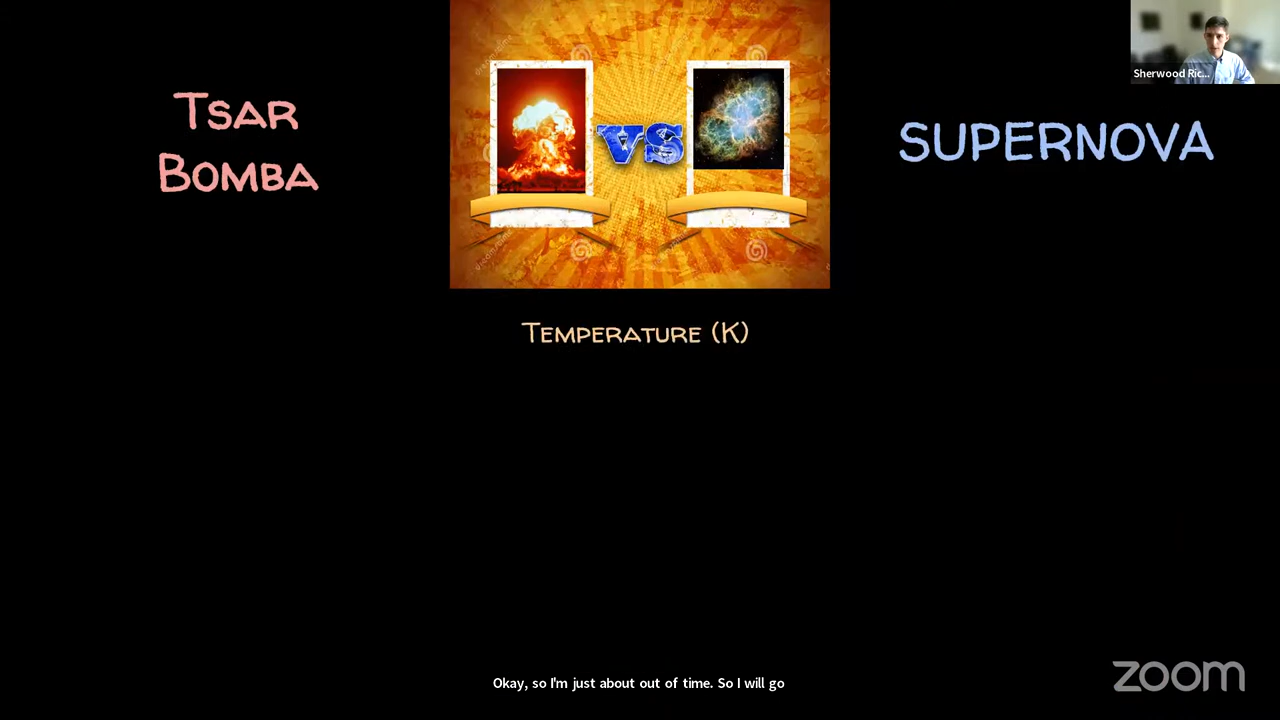 Sherwood Ric...
TSAR
BOMBA
VS
SUPERNOVA
TEMPERATURE (K)
Okay, so I'm just about out of time. So I will go
zoom